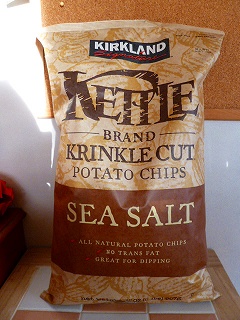 KIRKLAND
Signature
KETTLE
BRAND
KRINKLE CUT
POTATO CHIPS
SEA SALT
ALL NATURAL POTATO CHIPS
NO TRANS FAT
GREAT FOR DIPPING